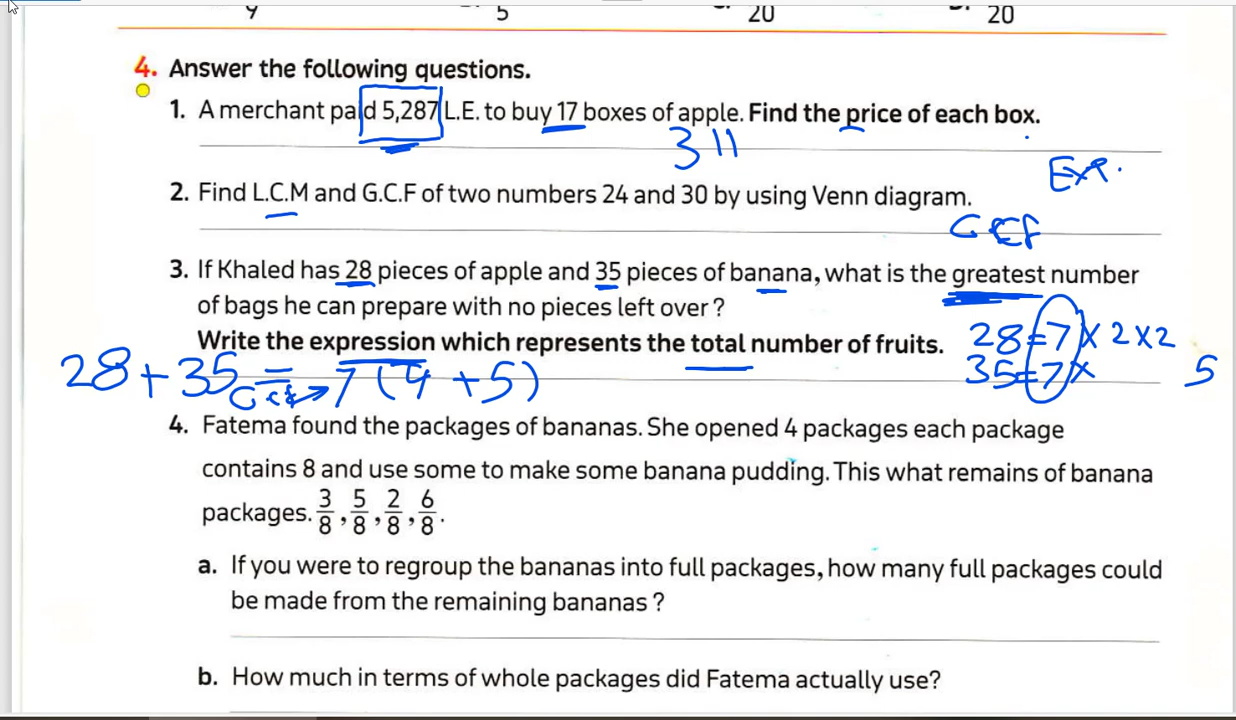 9 5 20 20
4. Answer the following questions.
1. A merchant paid 5,287 L.E. to buy 17 boxes of apple. Find the price of each box.
311
Exp.
2. Find L.C.M and G.C.F of two numbers 24 and 30 by using Venn diagram.
GCF
3. If Khaled has 28 pieces of apple and 35 pieces of banana, what is the greatest number
of bags he can prepare with no pieces left over ?
Write the expression which represents the total number of fruits.
28 = 7 × 2 × 2
35 = 7 × 5
28 + 35 = 7 (4 + 5)
GCF →
4. Fatema found the packages of bananas. She opened 4 packages each package
contains 8 and use some to make some banana pudding. This what remains of banana
packages. 3/8 , 5/8 , 2/8 , 6/8 .
a. If you were to regroup the bananas into full packages, how many full packages could
be made from the remaining bananas ?
b. How much in terms of whole packages did Fatema actually use?